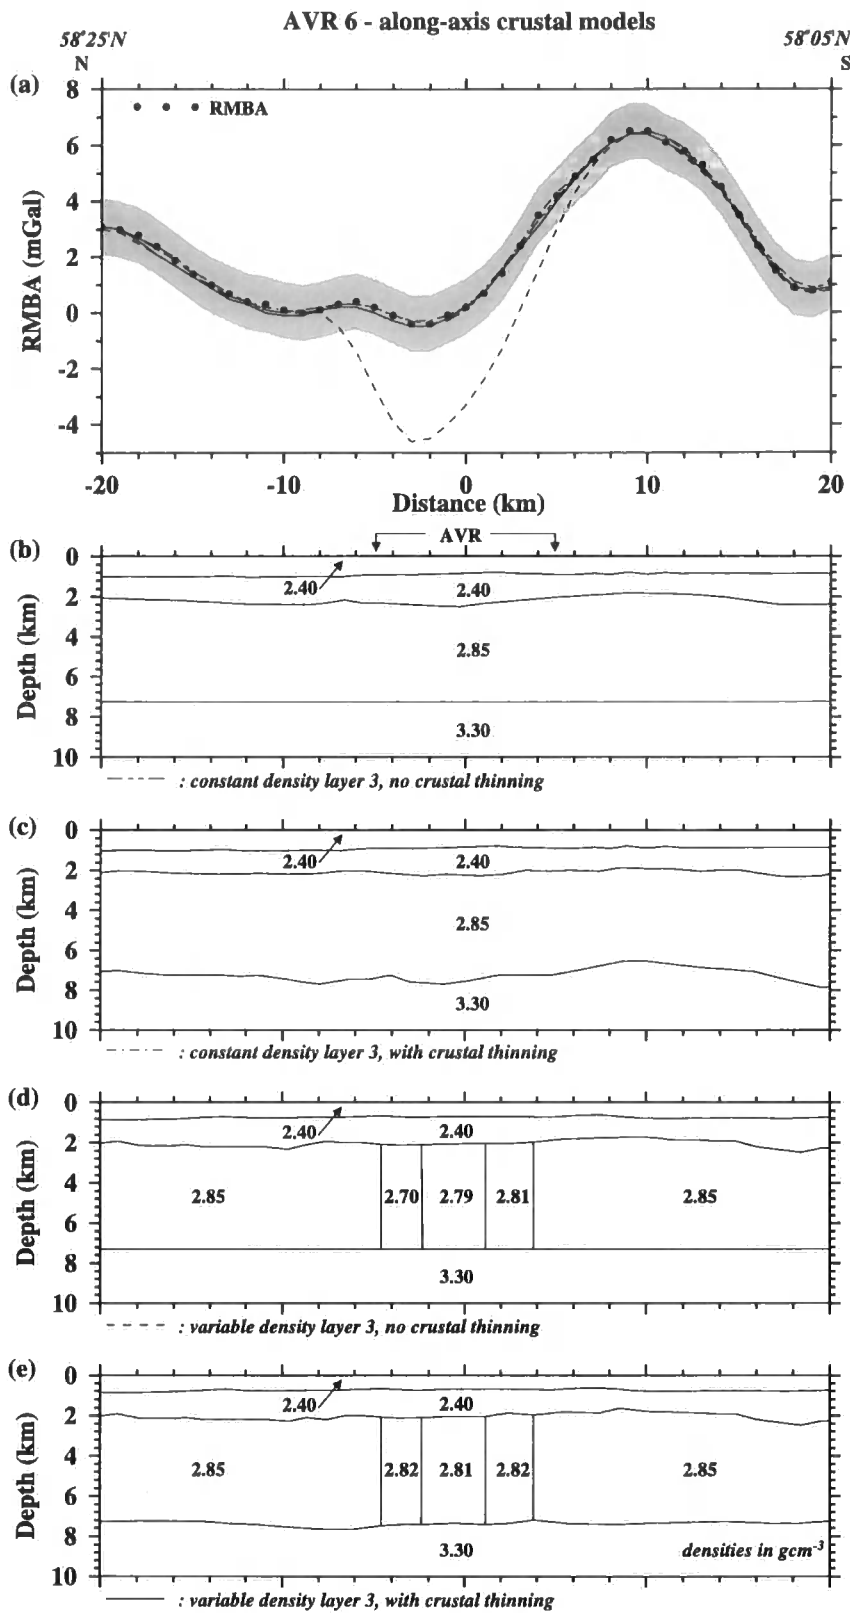 AVR 6 - along-axis crustal models
58°25'N
58°05'N
N
S
(a)
8
6
4
2
0
-2
-4
RMBA (mGal)
RMBA
-20
-10
0
10
20
Distance (km)
AVR
(b)
0
2
4
6
8
10
Depth (km)
2.40
2.40
2.85
3.30
: constant density layer 3, no crustal thinning
(c)
0
2
4
6
8
10
Depth (km)
2.40
2.40
2.85
3.30
: constant density layer 3, with crustal thinning
(d)
0
2
4
6
8
10
Depth (km)
2.40
2.40
2.85
2.70
2.79
2.81
2.85
3.30
: variable density layer 3, no crustal thinning
(e)
0
2
4
6
8
10
Depth (km)
2.40
2.40
2.85
2.82
2.81
2.82
2.85
3.30
densities in gcm⁻³
: variable density layer 3, with crustal thinning